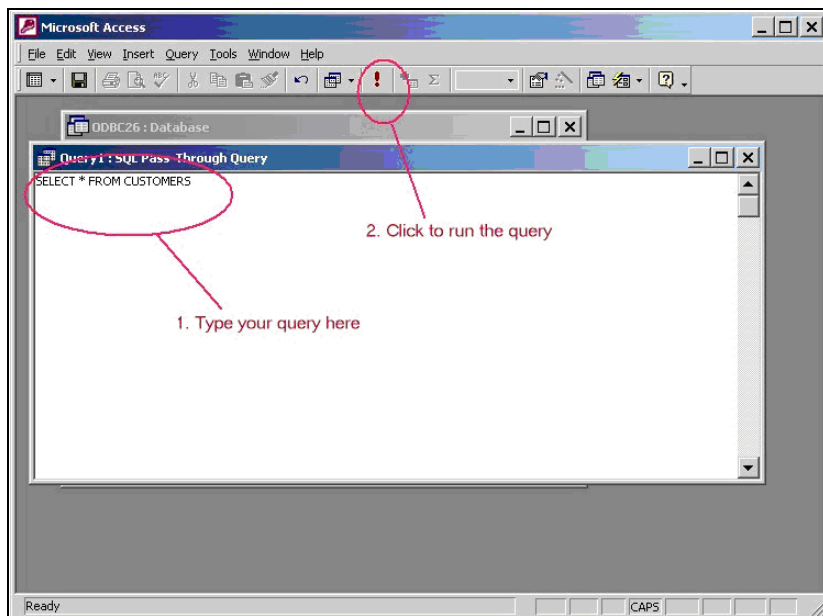 Microsoft Access
File Edit View Insert Query Tools Window Help
ODBC26 : Database
Query1 : SQL Pass-Through Query
SELECT * FROM CUSTOMERS
2. Click to run the query
1. Type your query here
Ready
CAPS